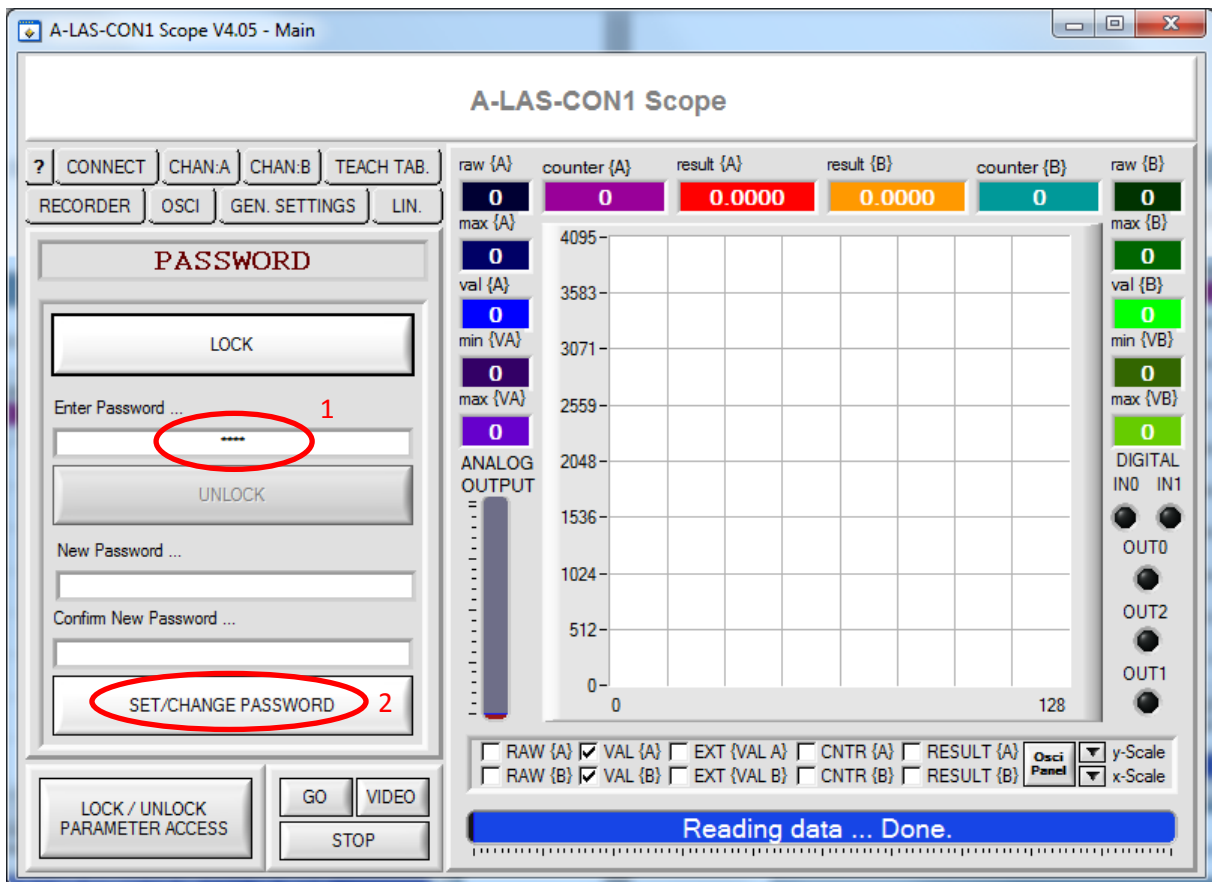 A-LAS-CON1 Scope V4.05 - Main
A-LAS-CON1 Scope
? CONNECT CHAN:A CHAN:B TEACH TAB.
RECORDER OSCI GEN. SETTINGS LIN.
PASSWORD
LOCK
Enter Password ... 1
****
UNLOCK
New Password ...
Confirm New Password ...
SET/CHANGE PASSWORD 2
LOCK / UNLOCK
PARAMETER ACCESS
GO VIDEO
STOP
raw {A} counter {A} result {A} result {B} counter {B} raw {B}
0 0 0.0000 0.0000 0 0
max {A}
0
val {A}
0
min {VA}
0
max {VA}
0
ANALOG
OUTPUT
4095
3583
3071
2559
2048
1536
1024
512
0
0 128
max {B}
0
val {B}
0
min {VB}
0
max {VB}
0
DIGITAL
IN0 IN1
OUT0
OUT2
OUT1
RAW {A} VAL {A} EXT {VAL A} CNTR {A} RESULT {A}
RAW {B} VAL {B} EXT {VAL B} CNTR {B} RESULT {B}
Osci
Panel
y-Scale
x-Scale
Reading data ... Done.